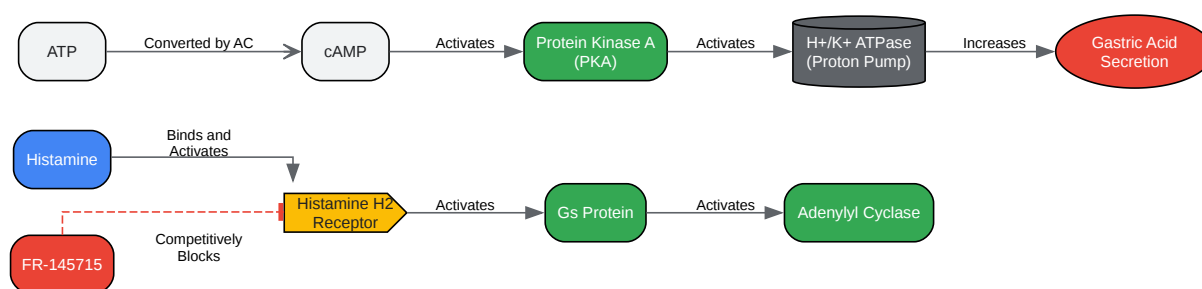 ATP
Converted by AC
cAMP
Activates
Protein Kinase A
(PKA)
Activates
H+/K+ ATPase
(Proton Pump)
Increases
Gastric Acid
Secretion
Histamine
Binds and
Activates
Histamine H2
Receptor
Activates
Gs Protein
Activates
Adenylyl Cyclase
FR-145715
Competitively
Blocks